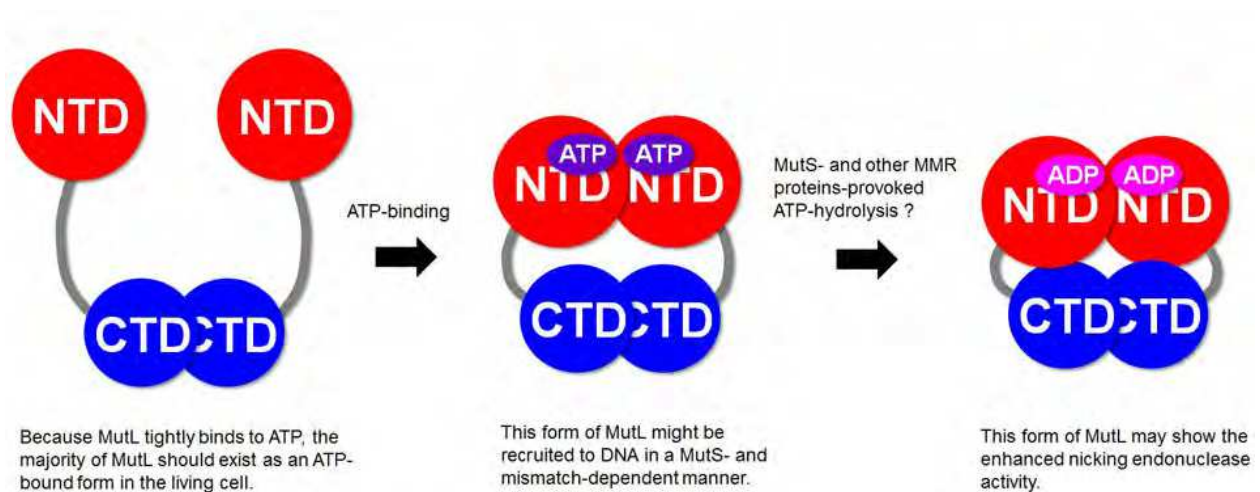 NTD
NTD
CTD
CTD
Because MutL tightly binds to ATP, the
majority of MutL should exist as an ATP-
bound form in the living cell.
ATP-binding
ATP
ATP
NTD
NTD
CTD
CTD
This form of MutL might be
recruited to DNA in a MutS- and
mismatch-dependent manner.
MutS- and other MMR
proteins-provoked
ATP-hydrolysis ?
ADP
ADP
NTD
NTD
CTD
CTD
This form of MutL may show the
enhanced nicking endonuclease
activity.